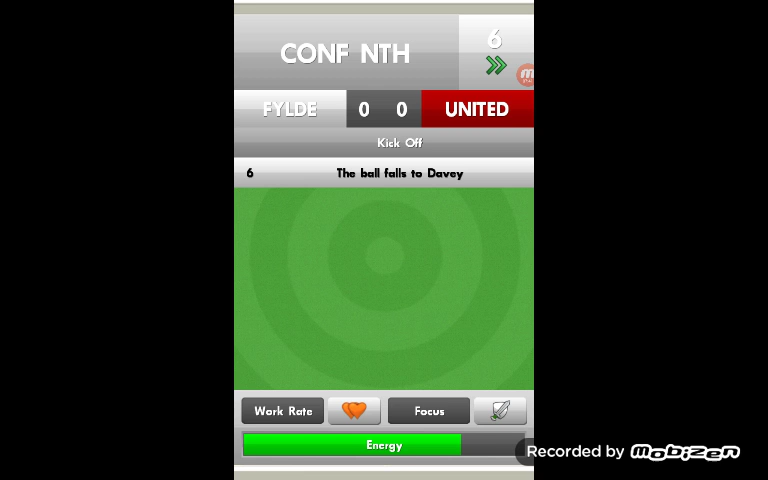 CONF NTH
6
FYLDE
0 0
UNITED
Kick Off
6 The ball falls to Davey
Work Rate
Focus
Energy
Recorded by Mobizen